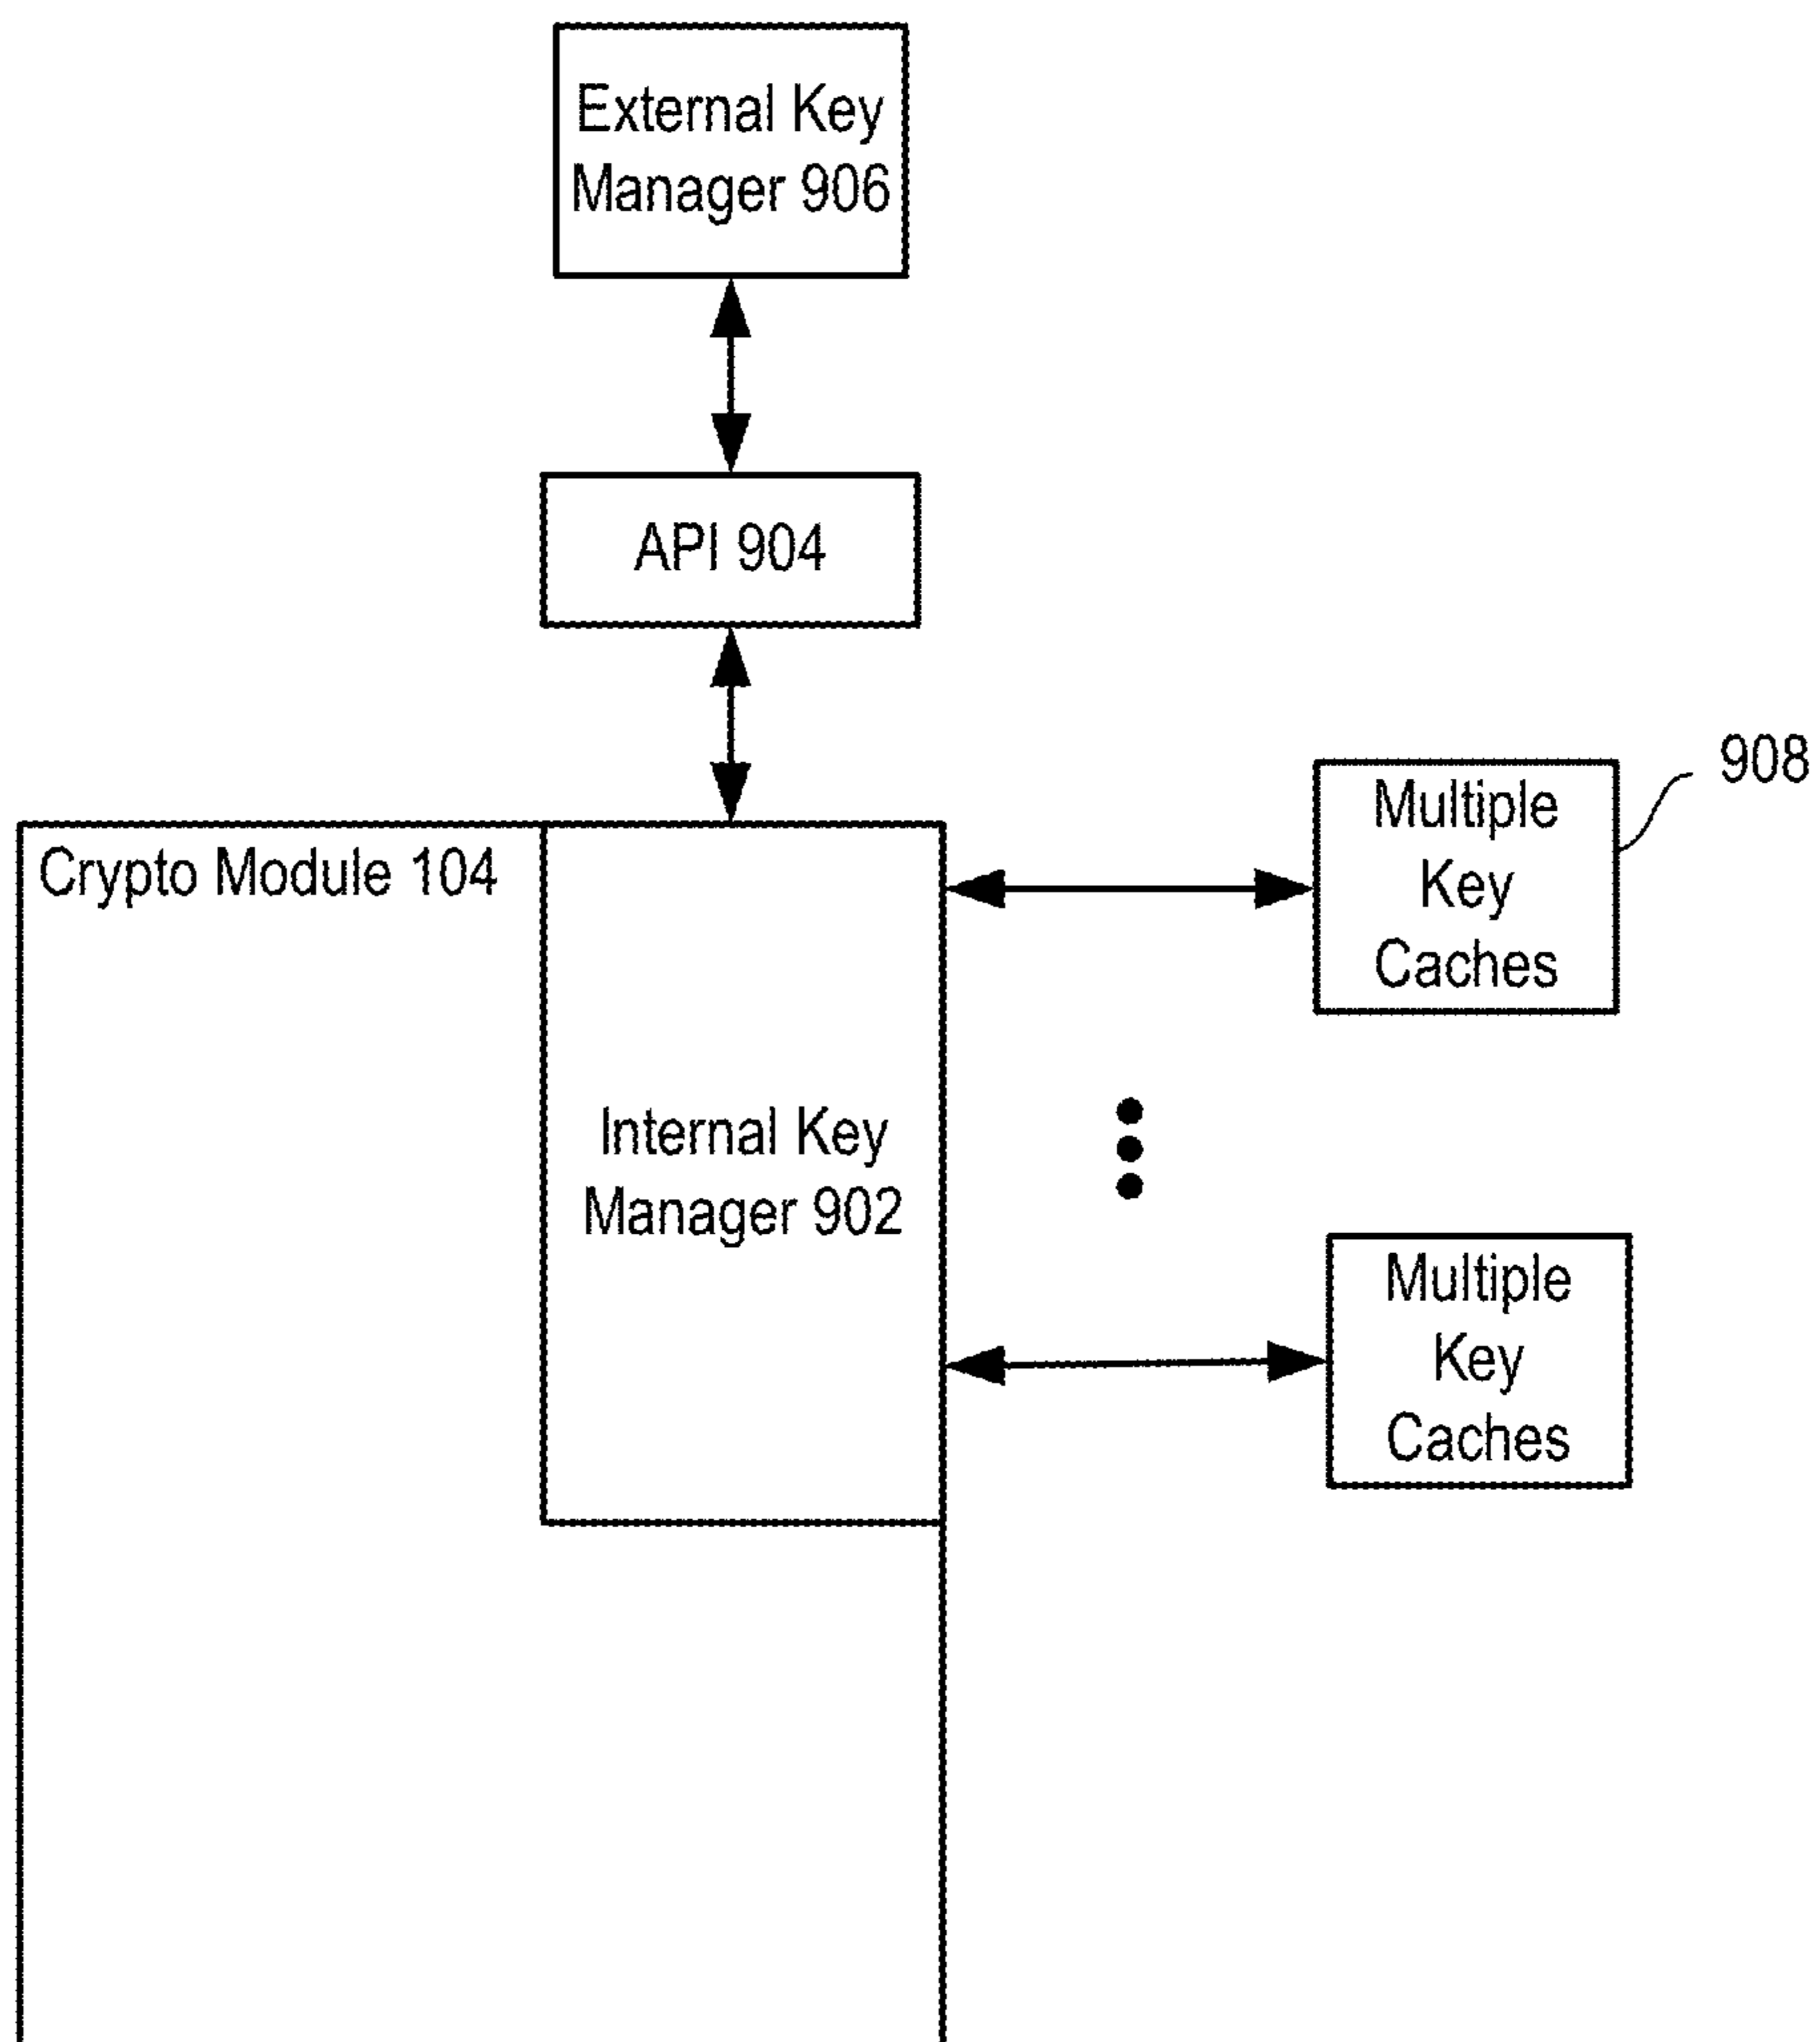 External Key
Manager 906
API 904
908
Multiple
Key
Caches
Crypto Module 104
Internal Key
Manager 902
Multiple
Key
Caches